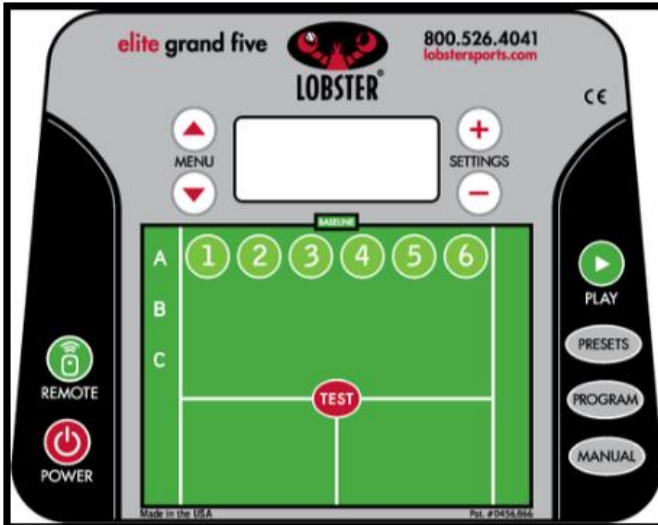 elite grand five
LOBSTER®
800.526.4041
lobstersports.com
CE
MENU
SETTINGS
+
−
BASELINE
A 1 2 3 4 5 6
B
C
TEST
REMOTE
POWER
PLAY
PRESETS
PROGRAM
MANUAL
Made in the USA
Pat. #0456,866